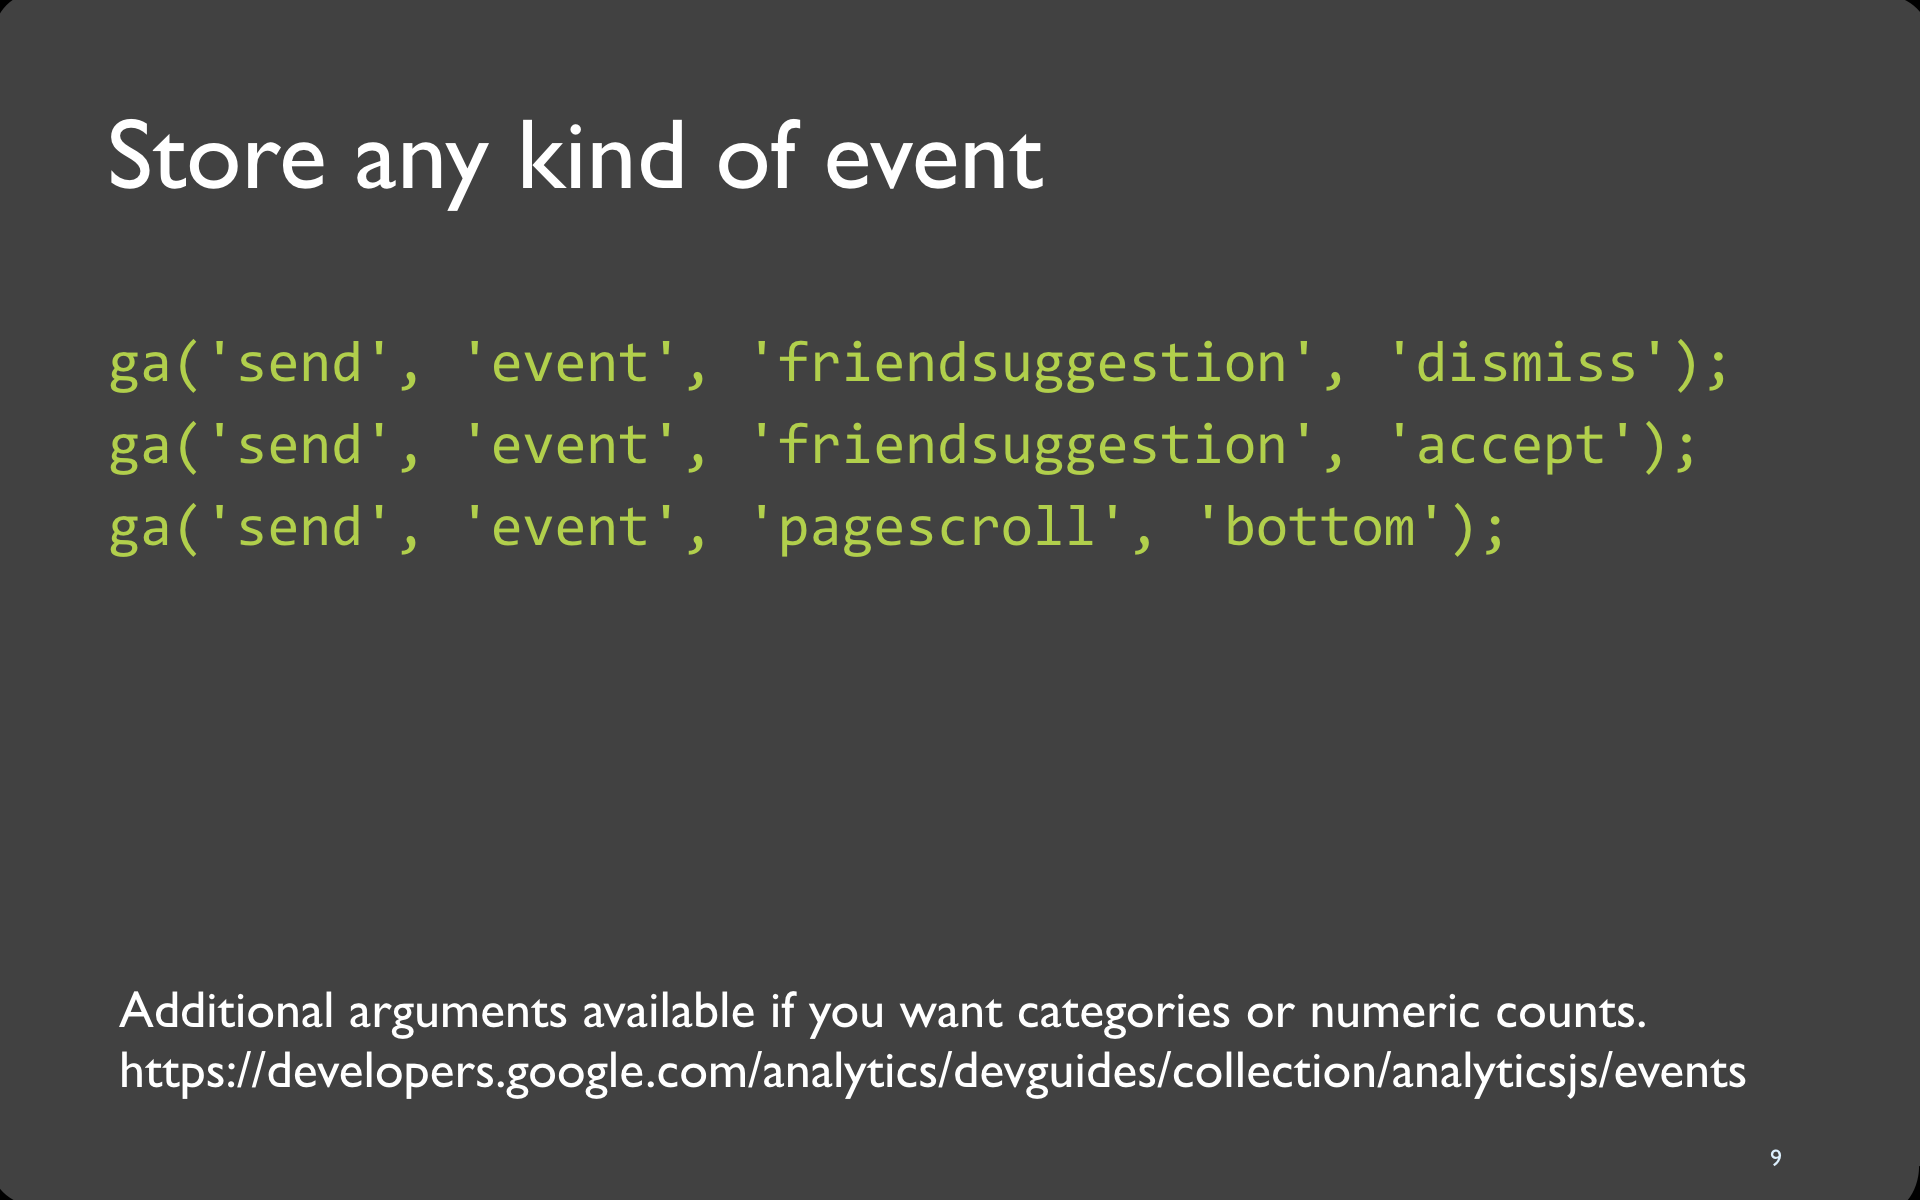 Store any kind of event
ga('send', 'event', 'friendsuggestion', 'dismiss');
ga('send', 'event', 'friendsuggestion', 'accept');
ga('send', 'event', 'pagescroll', 'bottom');
Additional arguments available if you want categories or numeric counts.
https://developers.google.com/analytics/devguides/collection/analyticsjs/events
9